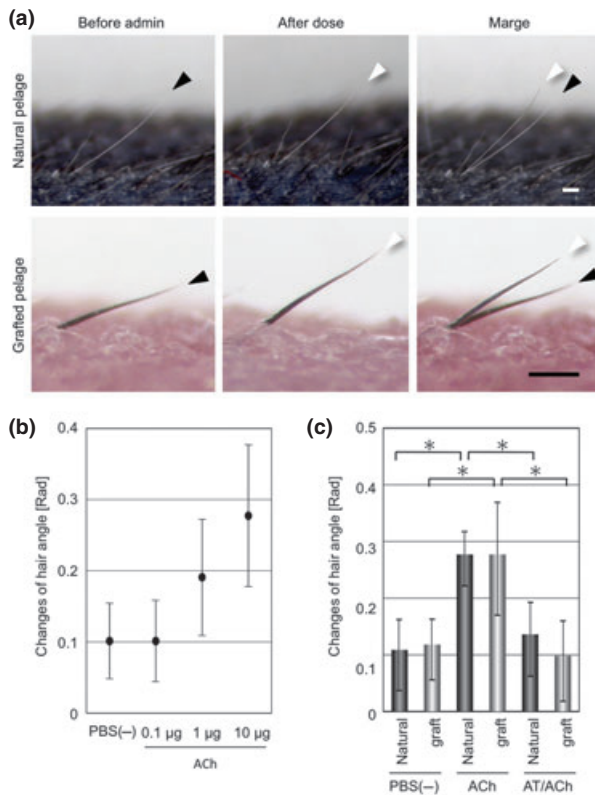 (a)
Before admin After dose Marge
Natural pelage
Grafted pelage
(b)
Changes of hair angle [Rad]
0.4
0.3
0.2
0.1
0
PBS(–) 0.1 µg 1 µg 10 µg
ACh
(c)
Changes of hair angle [Rad]
0.5
0.4
0.3
0.2
0.1
0
* *
* *
Natural graft Natural graft Natural graft
PBS(–) ACh AT/ACh